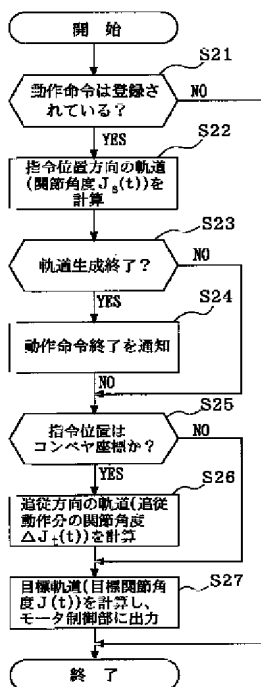 開 始
S21
動作命令は登録さ
れている？
NO
YES
S22
指令位置方向の軌道
(関節角度Js(t))を
計算
S23
軌道生成終了？
NO
YES
S24
動作命令終了を通知
NO
S25
指令位置は
コンベヤ座標か？
NO
YES
S26
追従方向の軌道(追従
動作分の関節角度
ΔJt(t))を計算
S27
目標軌道(目標関節角
度J(t))を計算し、
モータ制御部に出力
終 了